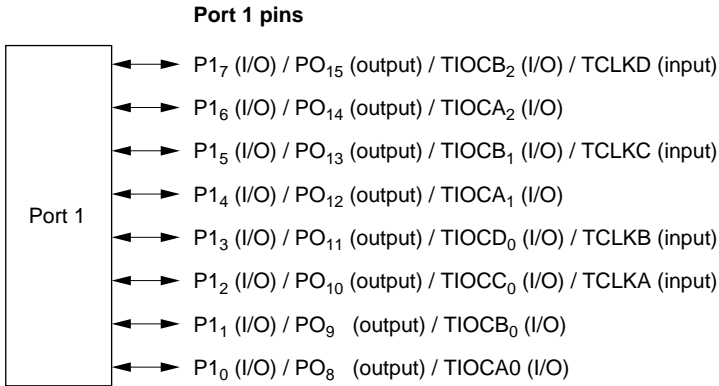 Port 1 pins
Port 1
P1₇ (I/O) / PO₁₅ (output) / TIOCB₂ (I/O) / TCLKD (input)
P1₆ (I/O) / PO₁₄ (output) / TIOCA₂ (I/O)
P1₅ (I/O) / PO₁₃ (output) / TIOCB₁ (I/O) / TCLKC (input)
P1₄ (I/O) / PO₁₂ (output) / TIOCA₁ (I/O)
P1₃ (I/O) / PO₁₁ (output) / TIOCD₀ (I/O) / TCLKB (input)
P1₂ (I/O) / PO₁₀ (output) / TIOCC₀ (I/O) / TCLKA (input)
P1₁ (I/O) / PO₉ (output) / TIOCB₀ (I/O)
P1₀ (I/O) / PO₈ (output) / TIOCA0 (I/O)